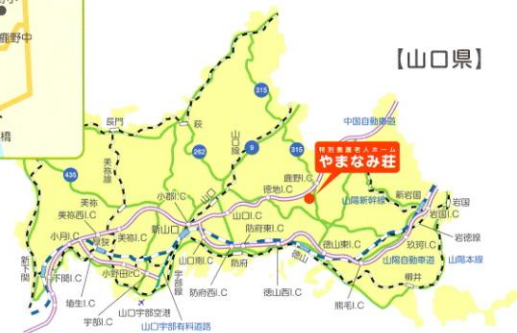 鹿野中
橋
【山口県】
315
中国自動車道
萩
長門
山口線
9
315
特別養護老人ホーム
やまなみ荘
262
美祢線
鹿野I.C
435
徳地I.C
山陽新幹線
新岩国
岩国
美祢
小郡I.C
山口
岩国I.C
美祢西I.C
山口I.C
岩徳線
小月I.C
厚狭
美祢I.C
新山口
防府東I.C
徳山東I.C
玖珂I.C
新下関
下関I.C
山口南I.C
防府
徳山
山陽自動車道
山陽本線
小野田I.C
宇部線
柳井
埴生I.C
防府西I.C
徳山西I.C
熊毛I.C
山口宇部空港
宇部I.C
山口宇部有料道路